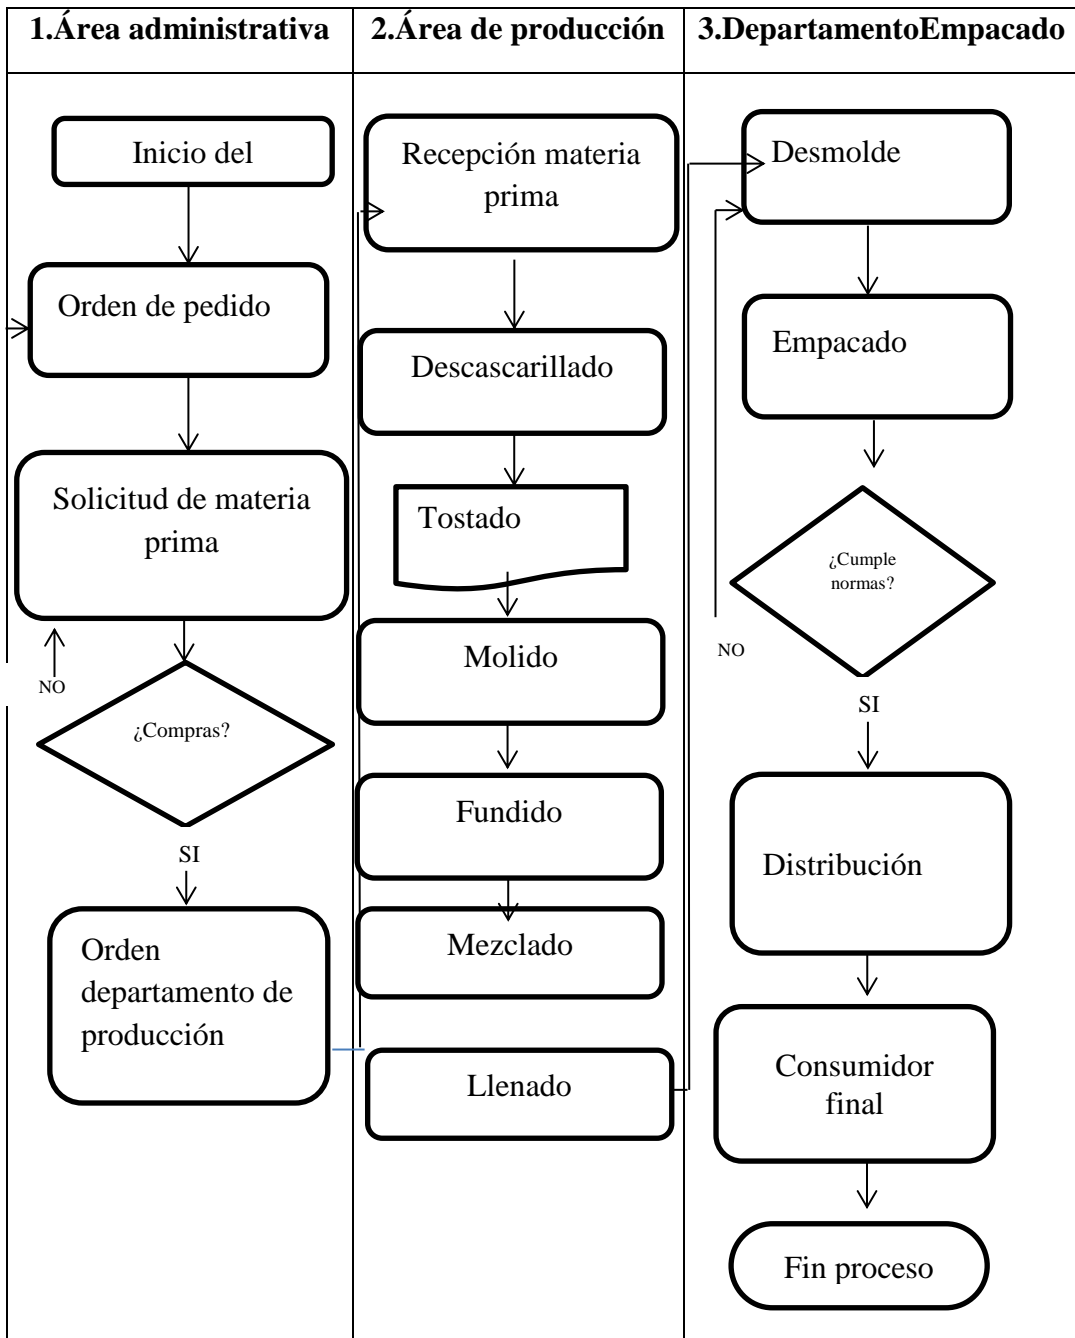 1.Área administrativa
2.Área de producción
3.DepartamentoEmpacado
Inicio del
Orden de pedido
Solicitud de materia
prima
NO
¿Compras?
SI
Orden
departamento de
producción
Recepción materia
prima
Descascarillado
Tostado
Molido
Fundido
Mezclado
Llenado
Desmolde
Empacado
¿Cumple
normas?
NO
SI
Distribución
Consumidor
final
Fin proceso